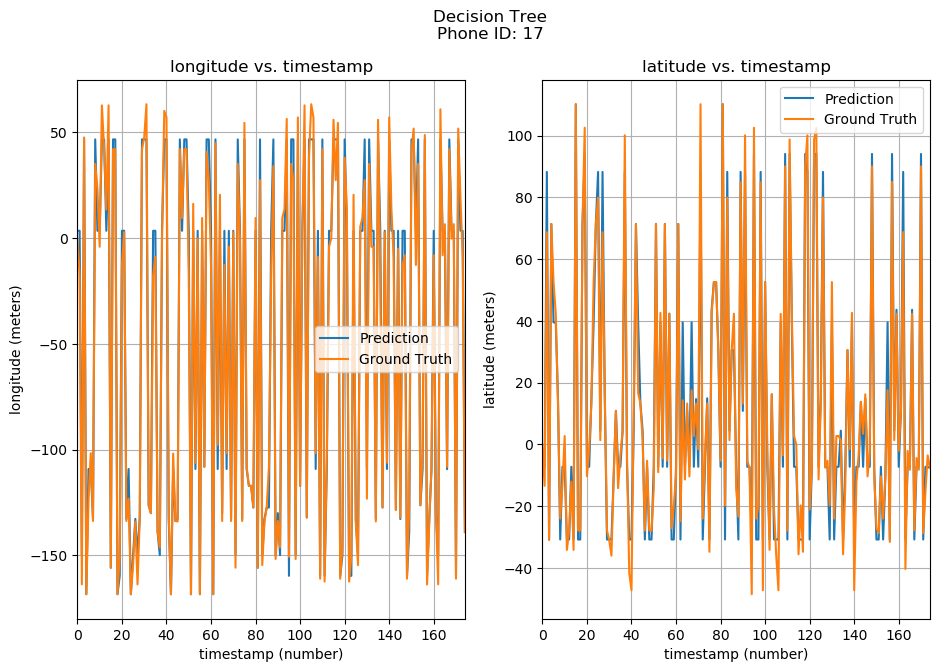 Decision Tree
Phone ID: 17
longitude vs. timestamp
longitude (meters)
50
0
−50
−100
−150
Prediction
Ground Truth
0 20 40 60 80 100 120 140 160
timestamp (number)
latitude vs. timestamp
latitude (meters)
100
80
60
40
20
0
−20
−40
Prediction
Ground Truth
0 20 40 60 80 100 120 140 160
timestamp (number)